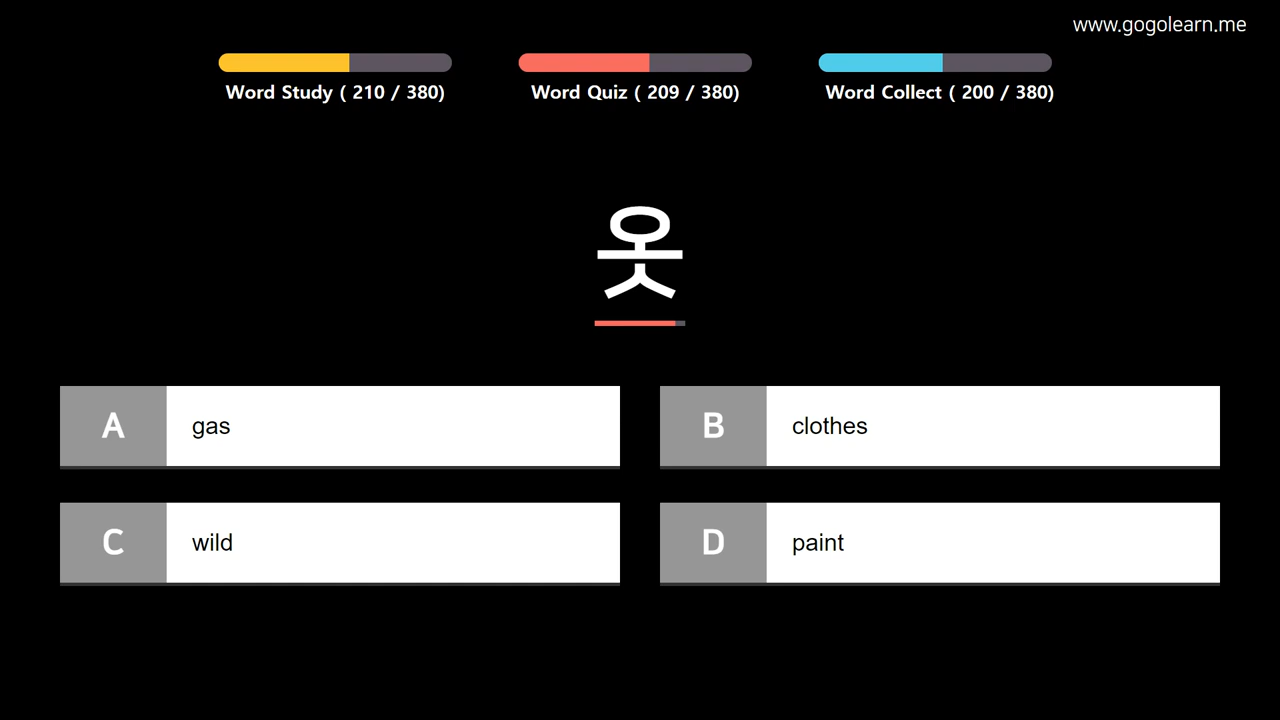 www.gogolearn.me
Word Study ( 210 / 380)
Word Quiz ( 209 / 380)
Word Collect ( 200 / 380)
옷
A gas
B clothes
C wild
D paint